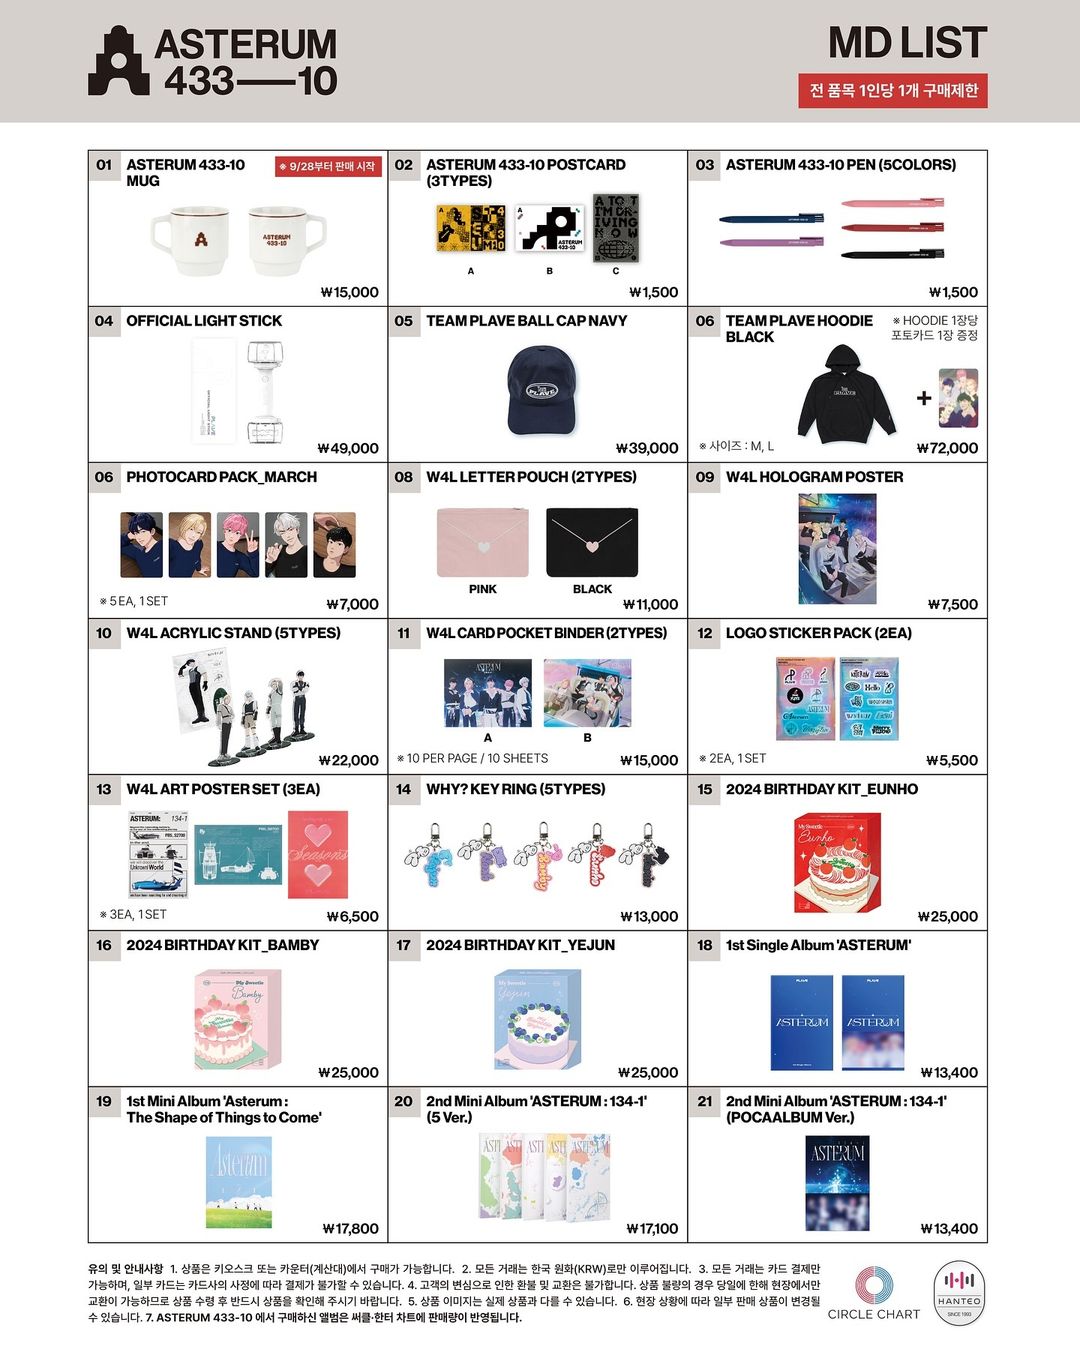 ASTERUM
433—10
MD LIST
전 품목 1인당 1개 구매제한
01 ASTERUM 433-10
MUG
※ 9/28부터 판매 시작
ASTERUM
433-10
₩15,000
02 ASTERUM 433-10 POSTCARD
(3TYPES)
A B C
₩1,500
03 ASTERUM 433-10 PEN (5COLORS)
₩1,500
04 OFFICIAL LIGHT STICK
₩49,000
05 TEAM PLAVE BALL CAP NAVY
₩39,000
06 TEAM PLAVE HOODIE
BLACK
※ HOODIE 1장당
포토카드 1장 증정
+
※ 사이즈 : M, L
₩72,000
06 PHOTOCARD PACK_MARCH
※ 5 EA, 1 SET
₩7,000
08 W4L LETTER POUCH (2TYPES)
PINK BLACK
₩11,000
09 W4L HOLOGRAM POSTER
₩7,500
10 W4L ACRYLIC STAND (5TYPES)
₩22,000
11 W4L CARD POCKET BINDER (2TYPES)
ASTERUM
A B
※ 10 PER PAGE / 10 SHEETS
₩15,000
12 LOGO STICKER PACK (2EA)
※ 2EA, 1 SET
₩5,500
13 W4L ART POSTER SET (3EA)
ASTERUM: 134-1
Unknown World
Seasons
※ 3EA, 1 SET
₩6,500
14 WHY? KEY RING (5TYPES)
₩13,000
15 2024 BIRTHDAY KIT_EUNHO
My Sweetie
Eunho
₩25,000
16 2024 BIRTHDAY KIT_BAMBY
My Sweetie
Bamby
₩25,000
17 2024 BIRTHDAY KIT_YEJUN
My Sweetie
Yejun
₩25,000
18 1st Single Album 'ASTERUM'
PLAVE PLAVE
ASTERUM ASTERUM
₩13,400
19 1st Mini Album 'Asterum :
The Shape of Things to Come'
Asterum
₩17,800
20 2nd Mini Album 'ASTERUM : 134-1'
(5 Ver.)
₩17,100
21 2nd Mini Album 'ASTERUM : 134-1'
(POCAALBUM Ver.)
ASTERUM
₩13,400
유의 및 안내사항 1. 상품은 키오스크 또는 카운터(계산대)에서 구매가 가능합니다. 2. 모든 거래는 한국 원화(KRW)로만 이루어집니다. 3. 모든 거래는 카드 결제만
가능하며, 일부 카드는 카드사의 사정에 따라 결제가 불가할 수 있습니다. 4. 고객의 변심으로 인한 환불 및 교환은 불가합니다. 상품 불량의 경우 당일에 한해 현장에서만
교환이 가능하므로 상품 수령 후 반드시 상품을 확인해 주시기 바랍니다. 5. 상품 이미지는 실제 상품과 다를 수 있습니다. 6. 현장 상황에 따라 일부 판매 상품이 변경될
수 있습니다. 7. ASTERUM 433-10 에서 구매하신 앨범은 써클·한터 차트에 판매량이 반영됩니다.
CIRCLE CHART
HANTEO
SINCE 1993